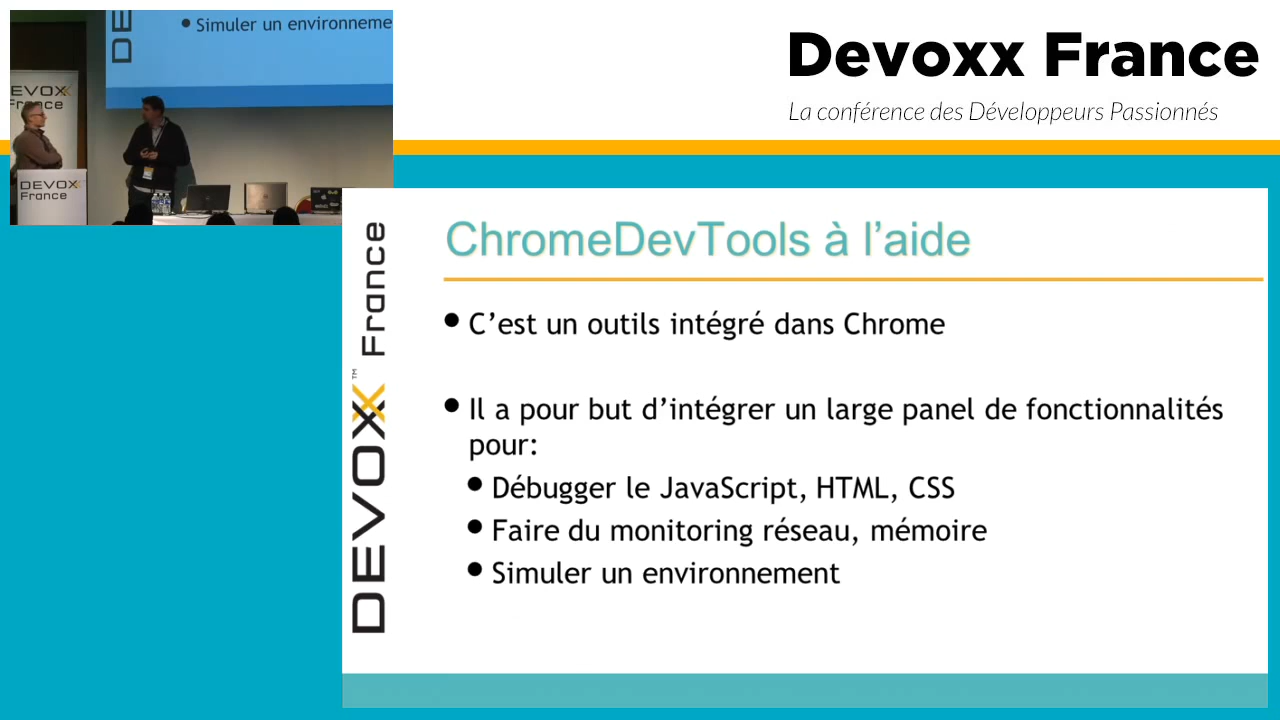 DE
• Simuler un environneme
DEVOXX
France
DEVOXX
France
Devoxx France
La conférence des Développeurs Passionnés
DEVOXX™ France
ChromeDevTools à l’aide
• C’est un outils intégré dans Chrome
• Il a pour but d’intégrer un large panel de fonctionnalités
pour:
• Débugger le JavaScript, HTML, CSS
• Faire du monitoring réseau, mémoire
• Simuler un environnement